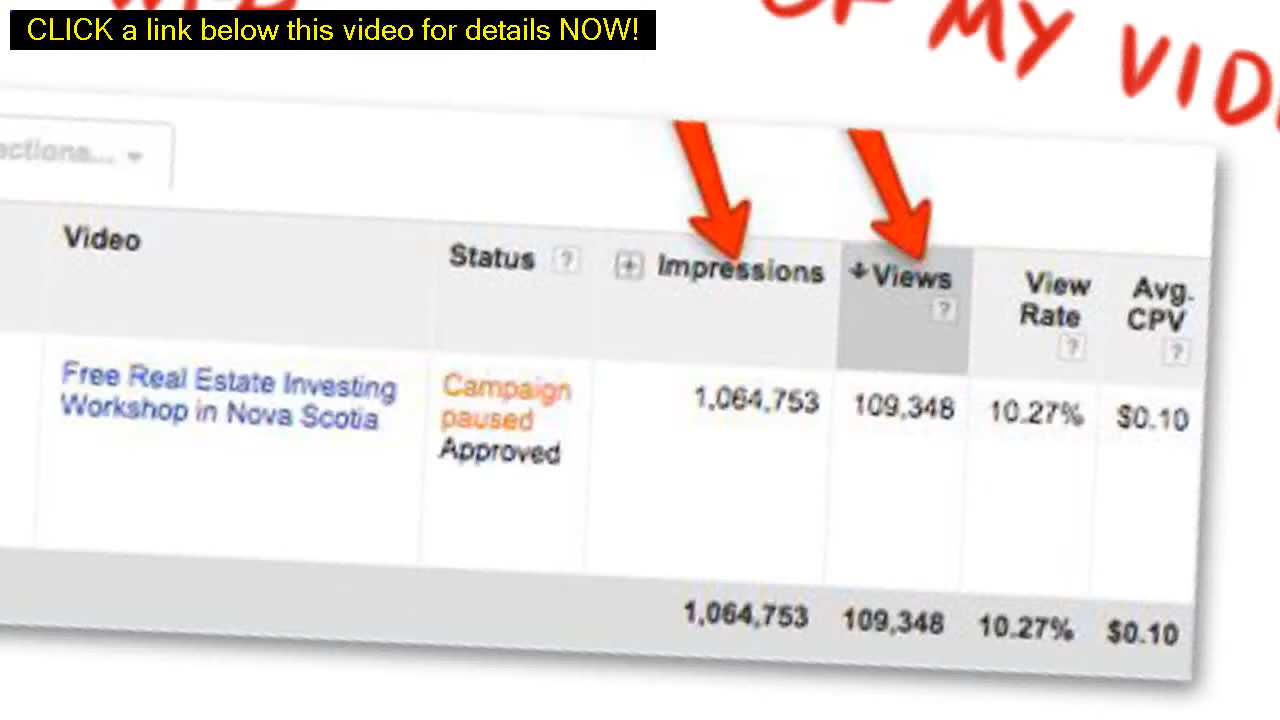 CLICK a link below this video for details NOW!
OF MY
Video
Status ?
Impressions
Views
?
View
Rate
?
Avg.
CPV
?
Free Real Estate Investing
Workshop in Nova Scotia
Campaign
paused
Approved
1,064,753
109,348
10.27%
$0.10
1,064,753
109,348
10.27%
$0.10